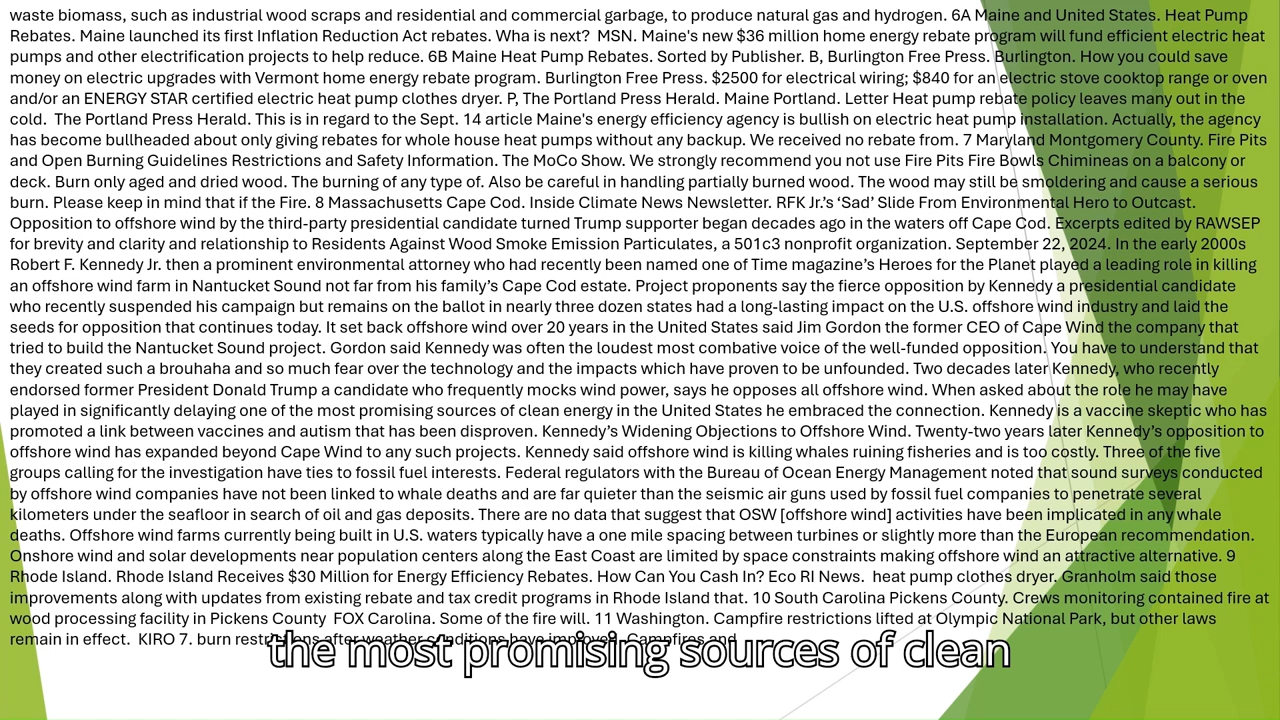 waste biomass, such as industrial wood scraps and residential and commercial garbage, to produce natural gas and hydrogen. 6A Maine and United States. Heat Pump
Rebates. Maine launched its first Inflation Reduction Act rebates. Wha is next?  MSN. Maine's new $36 million home energy rebate program will fund efficient electric heat
pumps and other electrification projects to help reduce. 6B Maine Heat Pump Rebates. Sorted by Publisher. B, Burlington Free Press. Burlington. How you could save
money on electric upgrades with Vermont home energy rebate program. Burlington Free Press. $2500 for electrical wiring; $840 for an electric stove cooktop range or oven
and/or an ENERGY STAR certified electric heat pump clothes dryer. P, The Portland Press Herald. Maine Portland. Letter Heat pump rebate policy leaves many out in the
cold.  The Portland Press Herald. This is in regard to the Sept. 14 article Maine's energy efficiency agency is bullish on electric heat pump installation. Actually, the agency
has become bullheaded about only giving rebates for whole house heat pumps without any backup. We received no rebate from. 7 Maryland Montgomery County. Fire Pits
and Open Burning Guidelines Restrictions and Safety Information. The MoCo Show. We strongly recommend you not use Fire Pits Fire Bowls Chimineas on a balcony or
deck. Burn only aged and dried wood. The burning of any type of. Also be careful in handling partially burned wood. The wood may still be smoldering and cause a serious
burn. Please keep in mind that if the Fire. 8 Massachusetts Cape Cod. Inside Climate News Newsletter. RFK Jr.’s ‘Sad’ Slide From Environmental Hero to Outcast.
Opposition to offshore wind by the third-party presidential candidate turned Trump supporter began decades ago in the waters off Cape Cod. Excerpts edited by RAWSEP
for brevity and clarity and relationship to Residents Against Wood Smoke Emission Particulates, a 501c3 nonprofit organization. September 22, 2024. In the early 2000s
Robert F. Kennedy Jr. then a prominent environmental attorney who had recently been named one of Time magazine’s Heroes for the Planet played a leading role in killing
an offshore wind farm in Nantucket Sound not far from his family’s Cape Cod estate. Project proponents say the fierce opposition by Kennedy a presidential candidate
who recently suspended his campaign but remains on the ballot in nearly three dozen states had a long-lasting impact on the U.S. offshore wind industry and laid the
seeds for opposition that continues today. It set back offshore wind over 20 years in the United States said Jim Gordon the former CEO of Cape Wind the company that
tried to build the Nantucket Sound project. Gordon said Kennedy was often the loudest most combative voice of the well-funded opposition. You have to understand that
they created such a brouhaha and so much fear over the technology and the impacts which have proven to be unfounded. Two decades later Kennedy, who recently
endorsed former President Donald Trump a candidate who frequently mocks wind power, says he opposes all offshore wind. When asked about the role he may have
played in significantly delaying one of the most promising sources of clean energy in the United States he embraced the connection. Kennedy is a vaccine skeptic who has
promoted a link between vaccines and autism that has been disproven. Kennedy’s Widening Objections to Offshore Wind. Twenty-two years later Kennedy’s opposition to
offshore wind has expanded beyond Cape Wind to any such projects. Kennedy said offshore wind is killing whales ruining fisheries and is too costly. Three of the five
groups calling for the investigation have ties to fossil fuel interests. Federal regulators with the Bureau of Ocean Energy Management noted that sound surveys conducted
by offshore wind companies have not been linked to whale deaths and are far quieter than the seismic air guns used by fossil fuel companies to penetrate several
kilometers under the seafloor in search of oil and gas deposits. There are no data that suggest that OSW [offshore wind] activities have been implicated in any whale
deaths. Offshore wind farms currently being built in U.S. waters typically have a one mile spacing between turbines or slightly more than the European recommendation.
Onshore wind and solar developments near population centers along the East Coast are limited by space constraints making offshore wind an attractive alternative. 9
Rhode Island. Rhode Island Receives $30 Million for Energy Efficiency Rebates. How Can You Cash In? Eco RI News.  heat pump clothes dryer. Granholm said those
improvements along with updates from existing rebate and tax credit programs in Rhode Island that. 10 South Carolina Pickens County. Crews monitoring contained fire at
wood processing facility in Pickens County  FOX Carolina. Some of the fire will. 11 Washington. Campfire restrictions lifted at Olympic National Park, but other laws
remain in effect.  KIRO 7. burn restrictions after weather conditions have improved. Campfires and
the most promising sources of clean